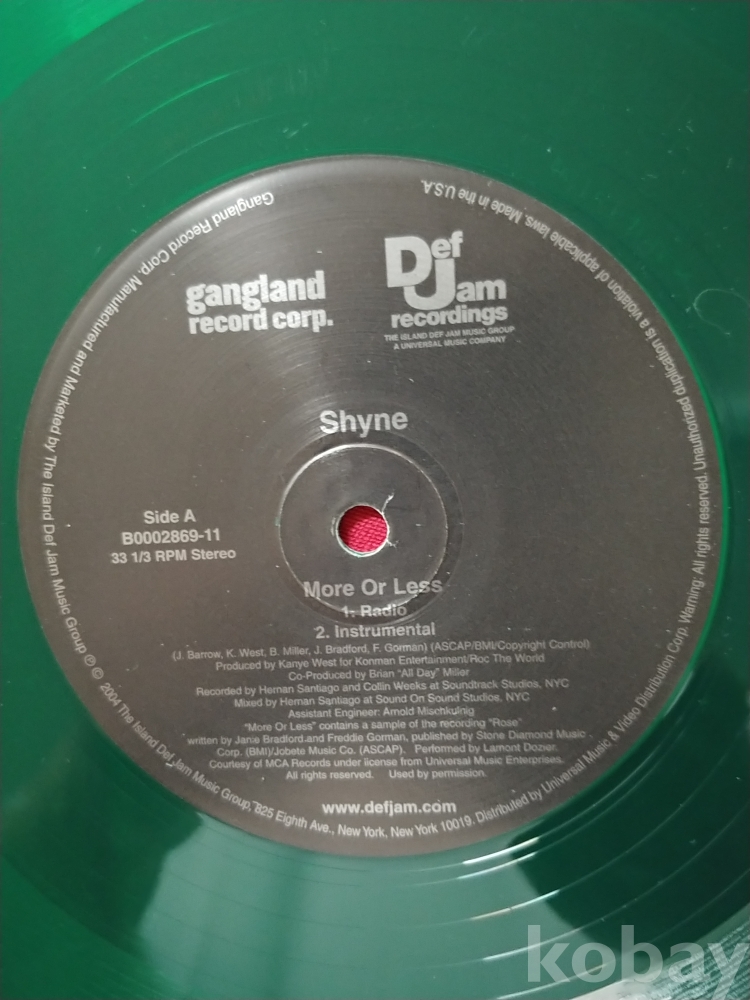 gangland
record corp.
Def
Jam
recordings
THE ISLAND DEF JAM MUSIC GROUP
A UNIVERSAL MUSIC COMPANY
Shyne
Side A
B0002869-11
33 1/3 RPM Stereo
More Or Less
1. Radio
2. Instrumental
(J. Barrow, K. West, B. Miller, J. Bradford, F. Gorman) (ASCAP/BMI/Copyright Control)
Produced by Kanye West for Konman Entertainment/Roc The World
Co-Produced by Brian "All Day" Miller
Recorded by Hernan Santiago and Collin Weeks at Soundtrack Studios, NYC
Mixed by Hernan Santiago at Sound On Sound Studios, NYC
Assistant Engineer: Arnold Mischkulnig
"More Or Less" contains a sample of the recording "Rose"
written by Janie Bradford and Freddie Gorman, published by Stone Diamond Music
Corp. (BMI)/Jobete Music Co. (ASCAP). Performed by Lamont Dozier.
Courtesy of MCA Records under license from Universal Music Enterprises.
All rights reserved. Used by permission.
www.defjam.com
Gangland Record Corp. Manufactured and Marketed by The Island Def Jam Music Group ℗ © 2004 The Island Def Jam Music Group, 825 Eighth Ave., New York, New York 10019. Distributed by Universal Music & Video Distribution Corp. Warning: All rights reserved. Unauthorized duplication is a violation of applicable laws. Made in the U.S.A.
kobay